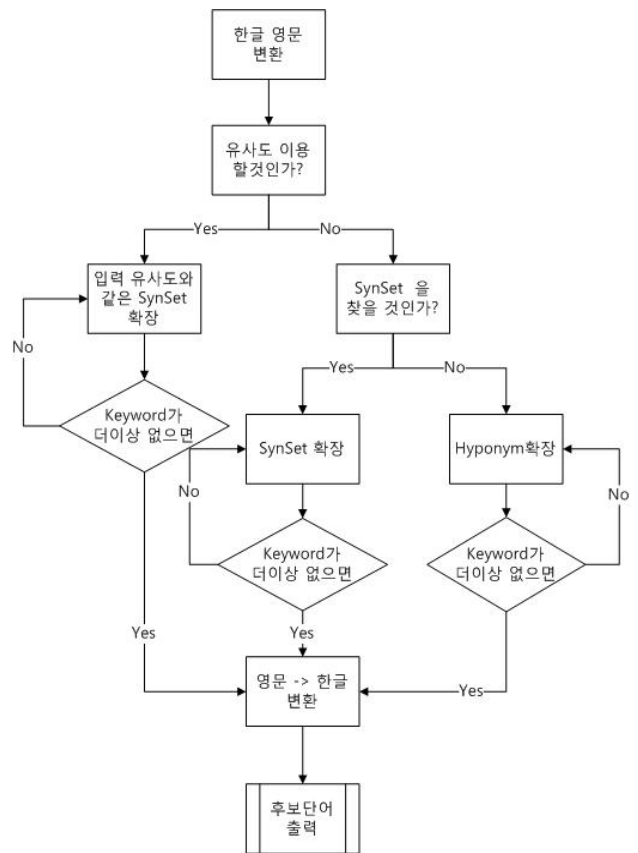 한글 영문
변환
유사도 이용
할것인가?
Yes
No
입력 유사도와
같은 SynSet
확장
SynSet 을
찾을 것인가?
No
Yes
No
Keyword가
더이상 없으면
SynSet 확장
Hyponym확장
No
No
Keyword가
더이상 없으면
Keyword가
더이상 없으면
Yes
Yes
영문 -> 한글
변환
Yes
후보단어
출력